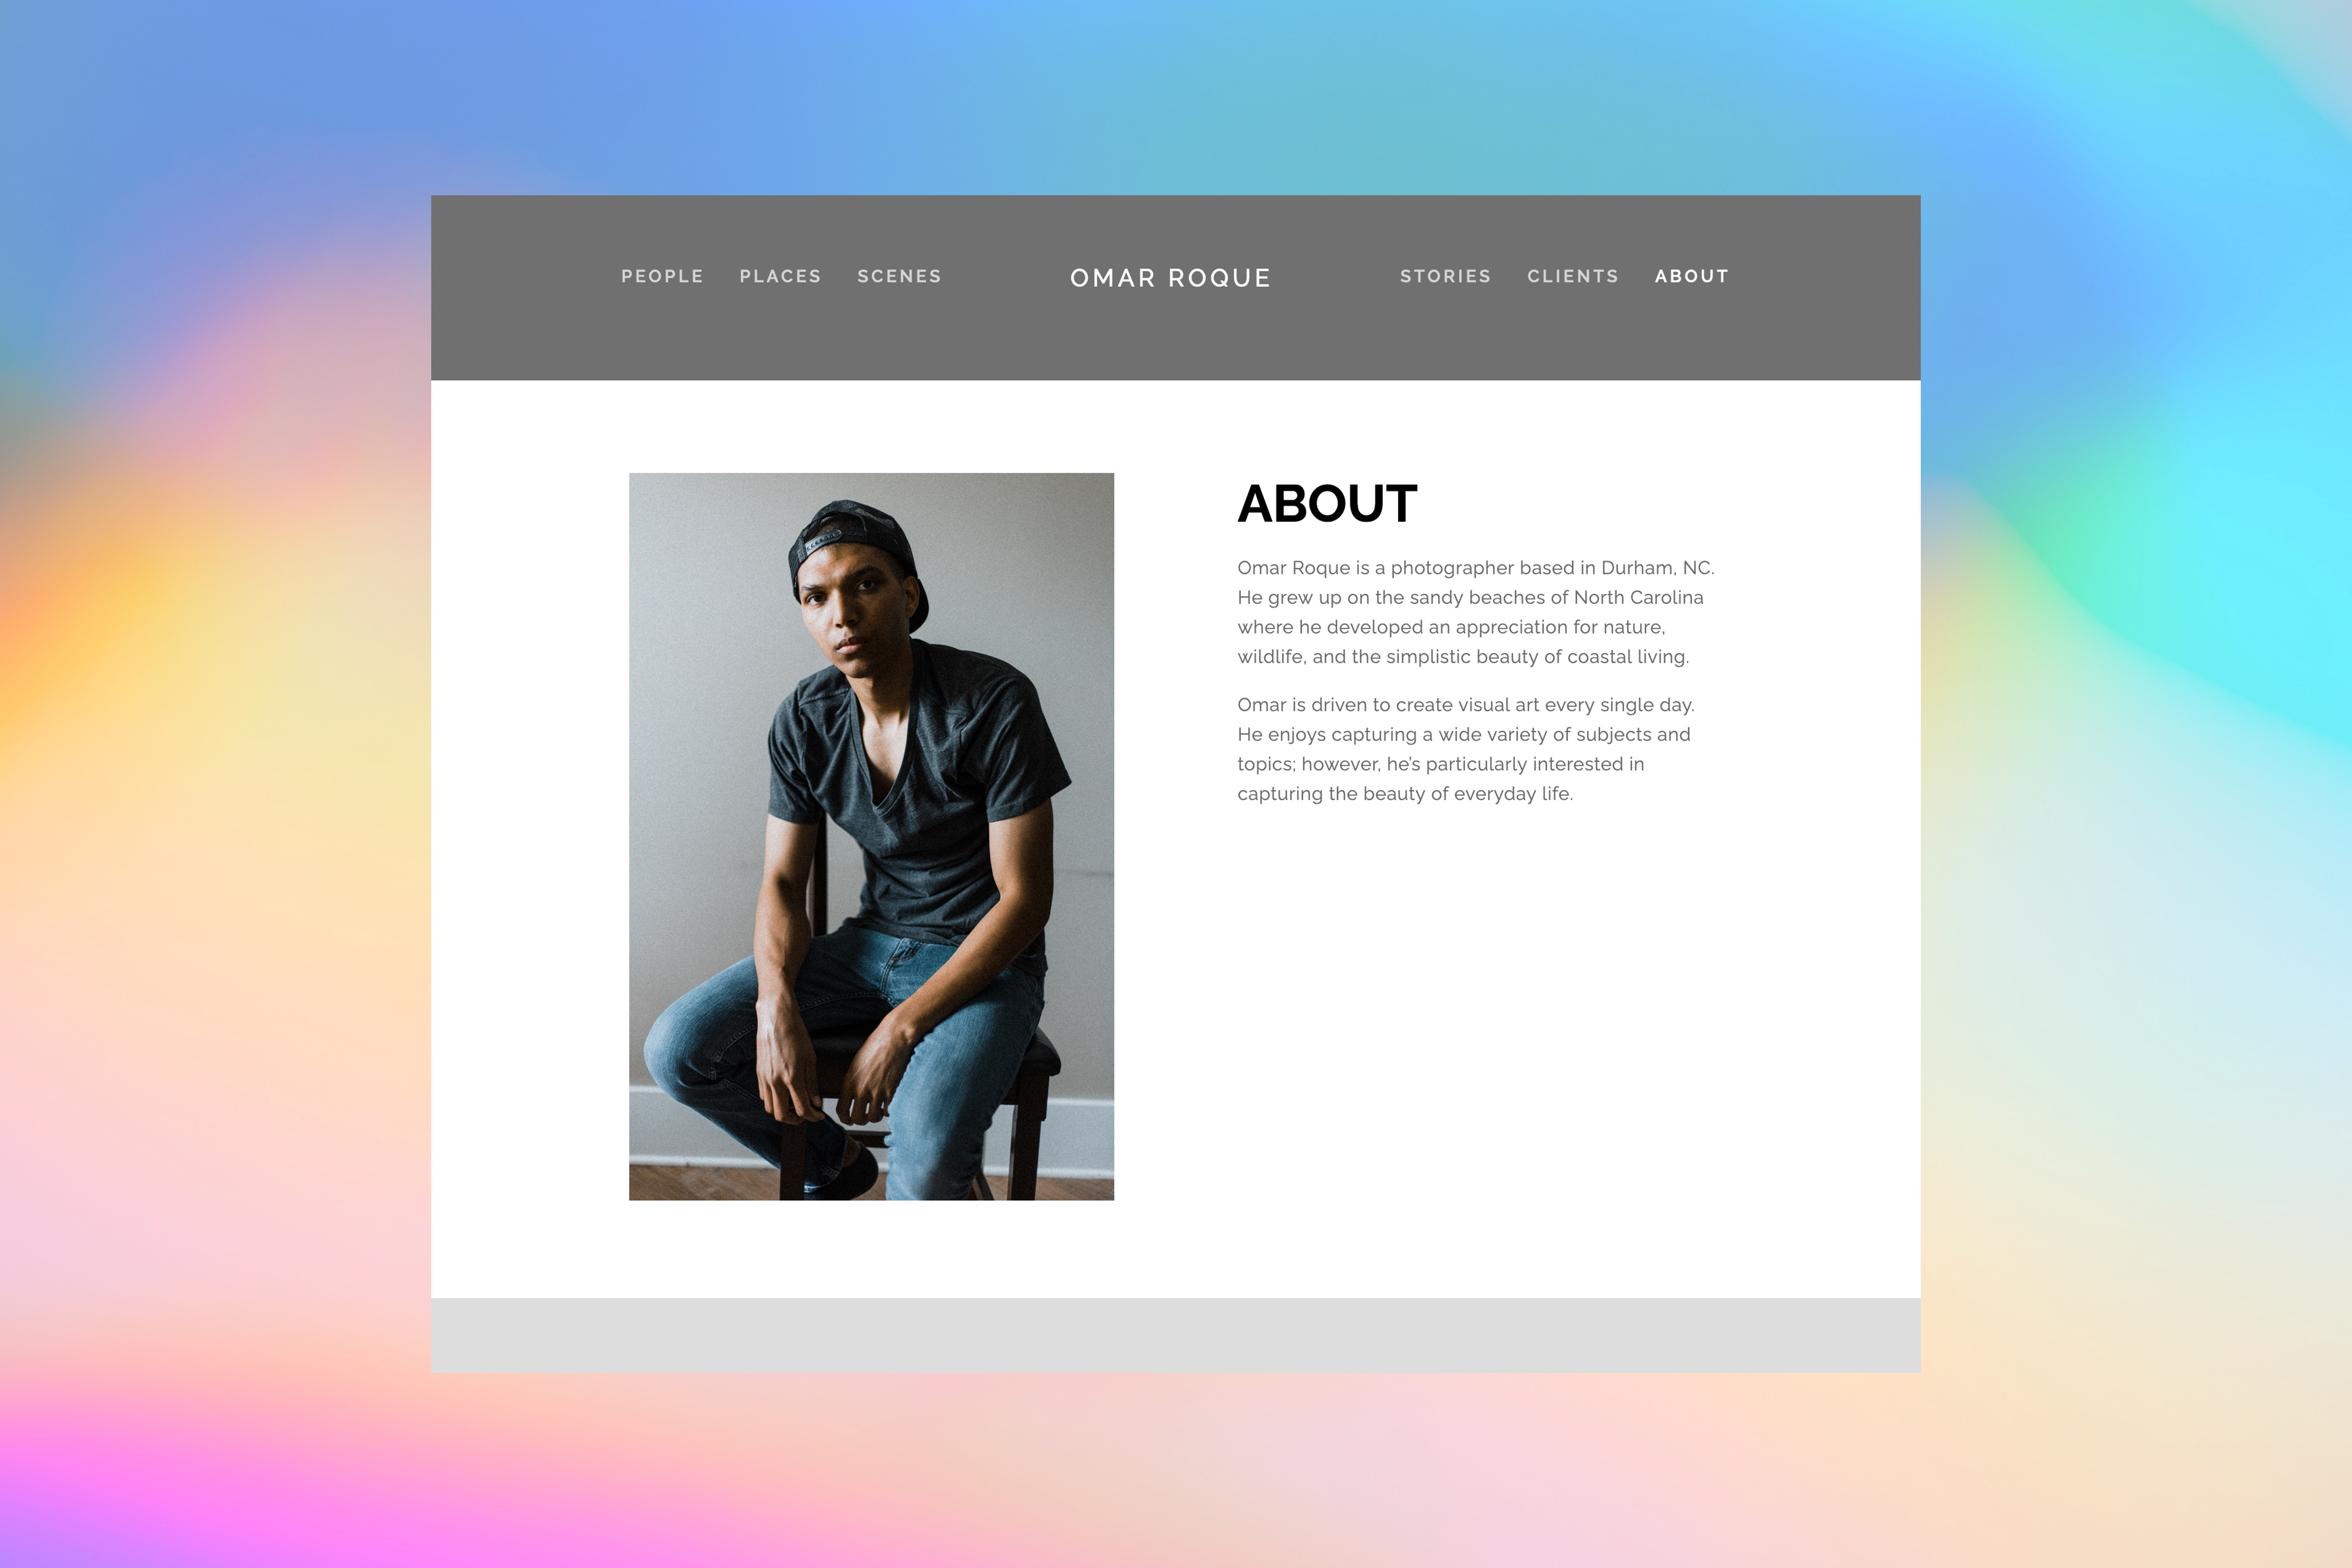 PEOPLE PLACES SCENES OMAR ROQUE STORIES CLIENTS ABOUT
ABOUT
Omar Roque is a photographer based in Durham, NC.
He grew up on the sandy beaches of North Carolina
where he developed an appreciation for nature,
wildlife, and the simplistic beauty of coastal living.
Omar is driven to create visual art every single day.
He enjoys capturing a wide variety of subjects and
topics; however, he’s particularly interested in
capturing the beauty of everyday life.